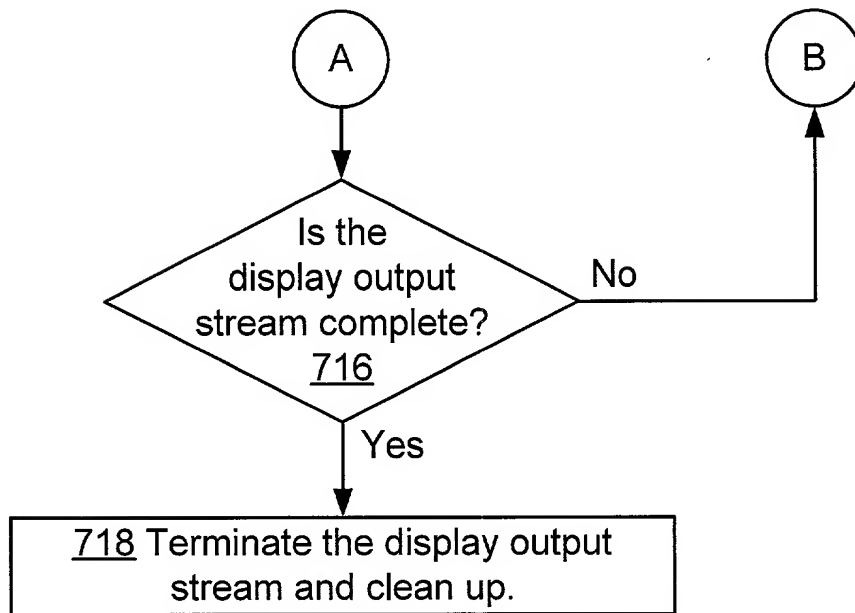 A
B
Is the
display output
stream complete?
716
No
Yes
718 Terminate the display output
stream and clean up.